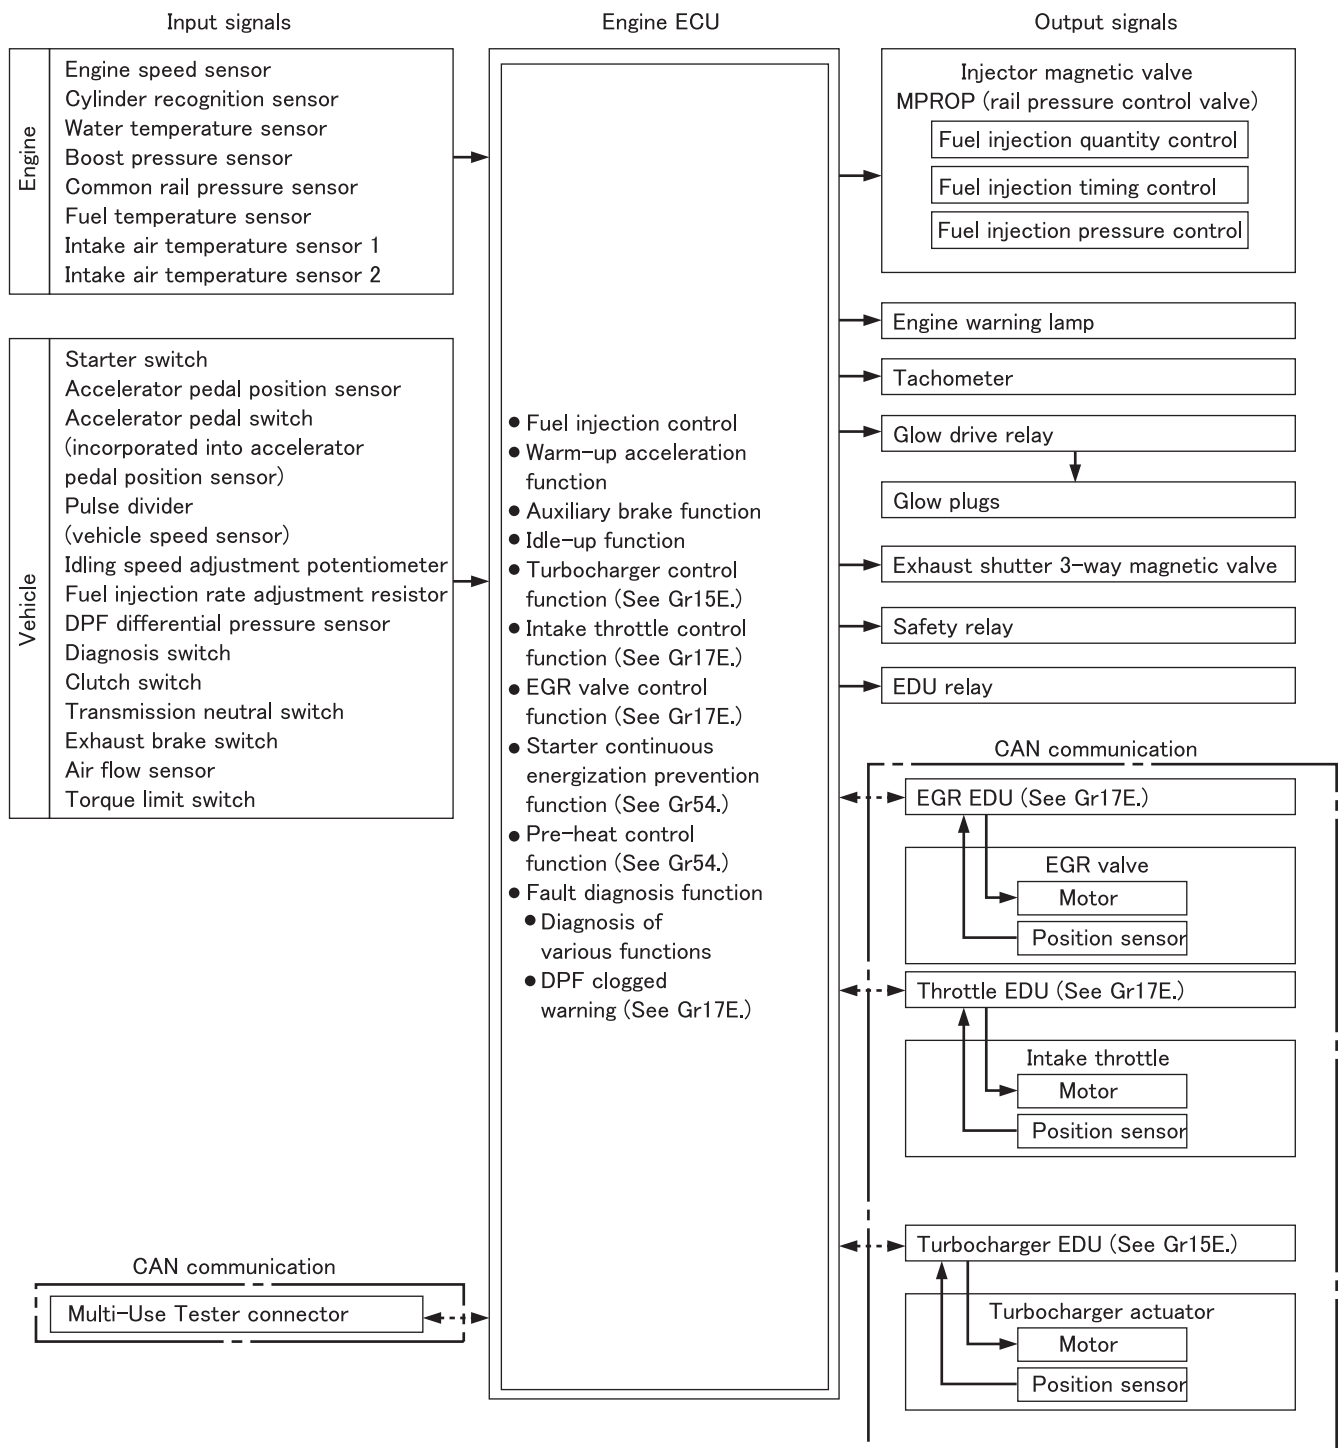 Input signals
Engine ECU
Output signals
Engine
Engine speed sensor
Cylinder recognition sensor
Water temperature sensor
Boost pressure sensor
Common rail pressure sensor
Fuel temperature sensor
Intake air temperature sensor 1
Intake air temperature sensor 2
Vehicle
Starter switch
Accelerator pedal position sensor
Accelerator pedal switch
(incorporated into accelerator
pedal position sensor)
Pulse divider
(vehicle speed sensor)
Idling speed adjustment potentiometer
Fuel injection rate adjustment resistor
DPF differential pressure sensor
Diagnosis switch
Clutch switch
Transmission neutral switch
Exhaust brake switch
Air flow sensor
Torque limit switch
CAN communication
Multi-Use Tester connector
● Fuel injection control
● Warm-up acceleration
function
● Auxiliary brake function
● Idle-up function
● Turbocharger control
function (See Gr15E.)
● Intake throttle control
function (See Gr17E.)
● EGR valve control
function (See Gr17E.)
● Starter continuous
energization prevention
function (See Gr54.)
● Pre-heat control
function (See Gr54.)
● Fault diagnosis function
● Diagnosis of
various functions
● DPF clogged
warning (See Gr17E.)
Injector magnetic valve
MPROP (rail pressure control valve)
Fuel injection quantity control
Fuel injection timing control
Fuel injection pressure control
Engine warning lamp
Tachometer
Glow drive relay
Glow plugs
Exhaust shutter 3-way magnetic valve
Safety relay
EDU relay
CAN communication
EGR EDU (See Gr17E.)
EGR valve
Motor
Position sensor
Throttle EDU (See Gr17E.)
Intake throttle
Motor
Position sensor
Turbocharger EDU (See Gr15E.)
Turbocharger actuator
Motor
Position sensor